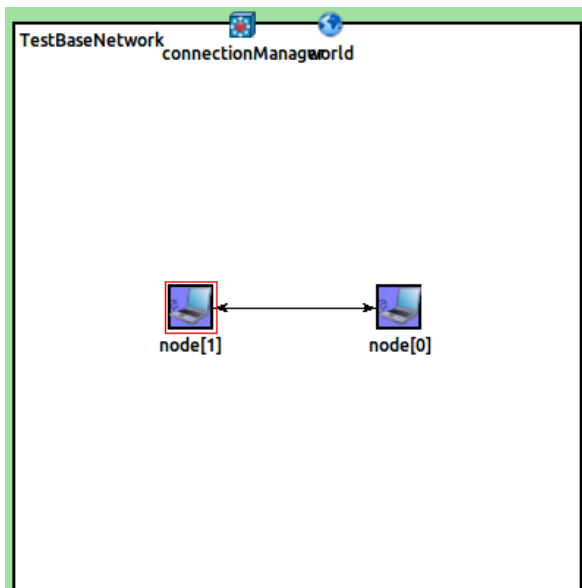 TestBaseNetwork
connectionManager
world
node[1]
node[0]